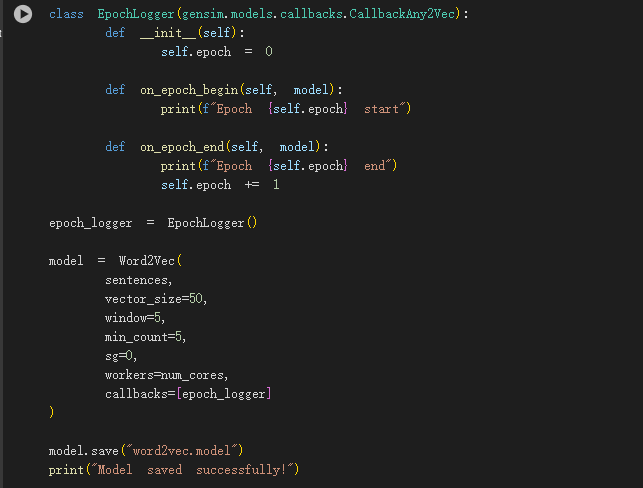 class EpochLogger(gensim.models.callbacks.CallbackAny2Vec):
        def __init__(self):
                self.epoch = 0

        def on_epoch_begin(self, model):
                print(f"Epoch {self.epoch} start")

        def on_epoch_end(self, model):
                print(f"Epoch {self.epoch} end")
                self.epoch += 1

epoch_logger = EpochLogger()

model = Word2Vec(
        sentences,
        vector_size=50,
        window=5,
        min_count=5,
        sg=0,
        workers=num_cores,
        callbacks=[epoch_logger]
)

model.save("word2vec.model")
print("Model saved successfully!")